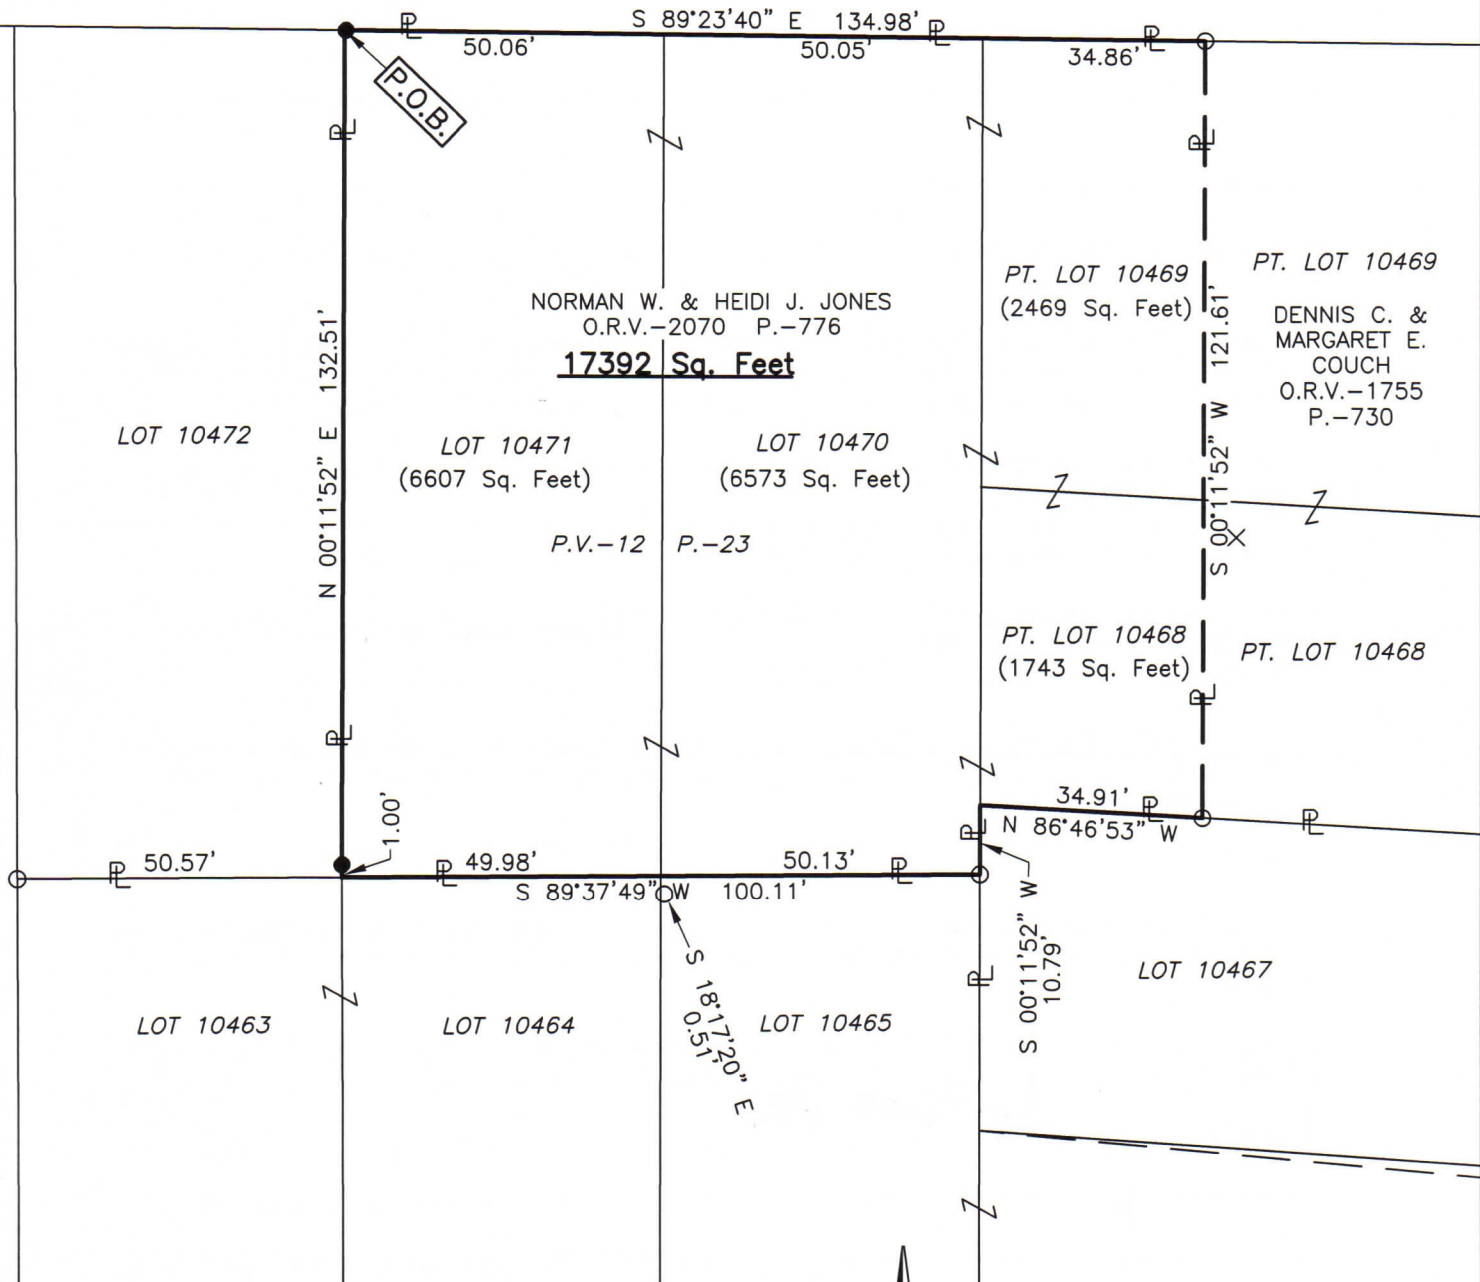 S 89°23'40" E 134.98'
50.06'
50.05'
34.86'
P.O.B.
NORMAN W. & HEIDI J. JONES
O.R.V.-2070 P.-776
17392 Sq. Feet
PT. LOT 10469
(2469 Sq. Feet)
PT. LOT 10469
DENNIS C. &
MARGARET E.
COUCH
O.R.V.-1755
P.-730
N 00°11'52" E 132.51'
S 00°11'52" W 121.61'
LOT 10472
LOT 10471
(6607 Sq. Feet)
LOT 10470
(6573 Sq. Feet)
P.V.-12 P.-23
PT. LOT 10468
(1743 Sq. Feet)
PT. LOT 10468
1.00'
34.91'
N 86°46'53" W
50.57'
49.98'
50.13'
S 89°37'49" W 100.11'
S 18°17'20" E
0.51'
S 00°11'52" W
10.79'
LOT 10467
LOT 10463
LOT 10464
LOT 10465